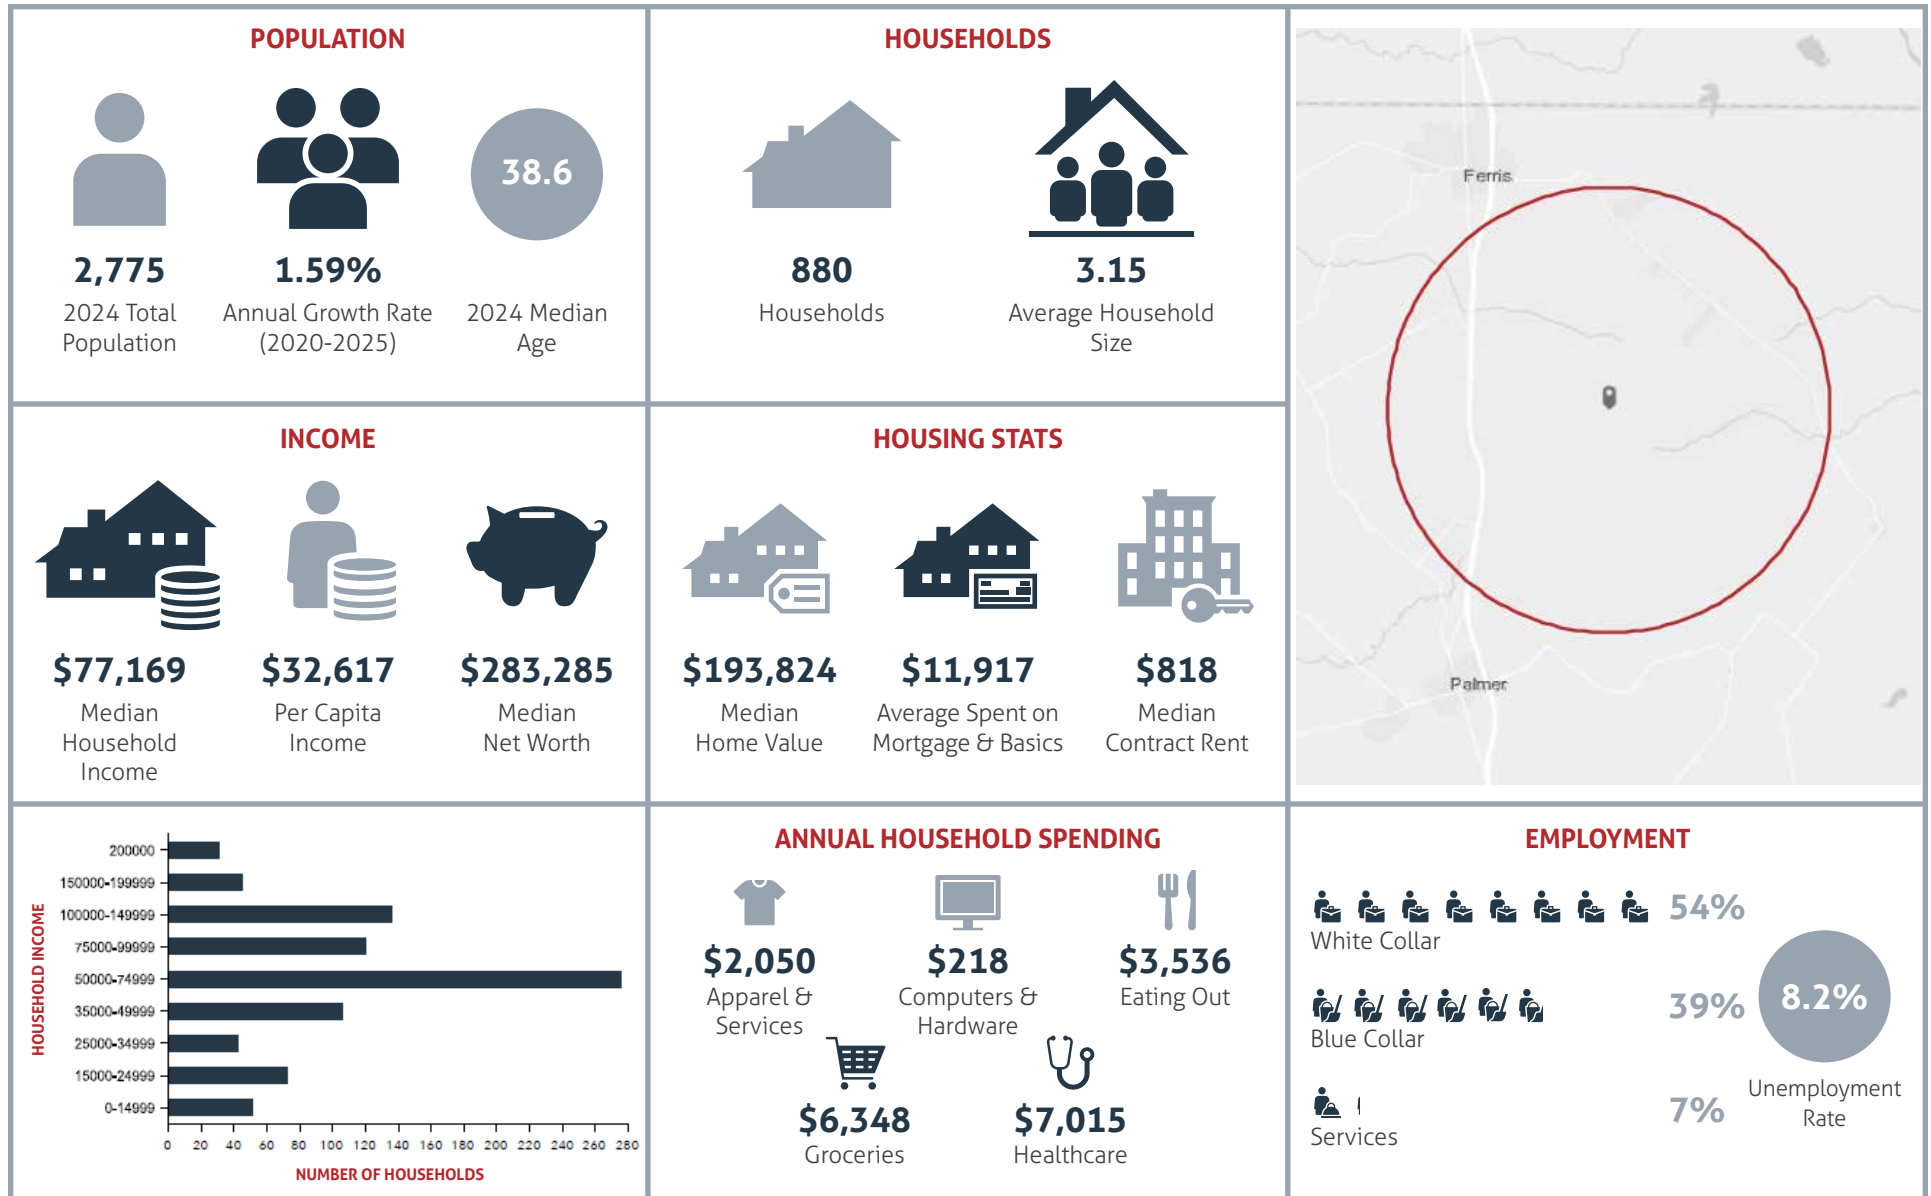 POPULATION
38.6
2,775
2024 Total
Population
1.59%
Annual Growth Rate
(2020-2025)
2024 Median
Age
HOUSEHOLDS
880
Households
3.15
Average Household
Size
Ferris
Palmer
INCOME
$77,169
Median
Household
Income
$32,617
Per Capita
Income
$283,285
Median
Net Worth
HOUSING STATS
$193,824
Median
Home Value
$11,917
Average Spent on
Mortgage & Basics
$818
Median
Contract Rent
HOUSEHOLD INCOME
200000
150000-199999
100000-149999
75000-99999
50000-74999
35000-49999
25000-34999
15000-24999
0-14999
0 20 40 60 80 100 120 140 160 180 200 220 240 260 280
NUMBER OF HOUSEHOLDS
ANNUAL HOUSEHOLD SPENDING
$2,050
Apparel &
Services
$218
Computers &
Hardware
$3,536
Eating Out
$6,348
Groceries
$7,015
Healthcare
EMPLOYMENT
54%
White Collar
39%
Blue Collar
7%
Services
8.2%
Unemployment
Rate